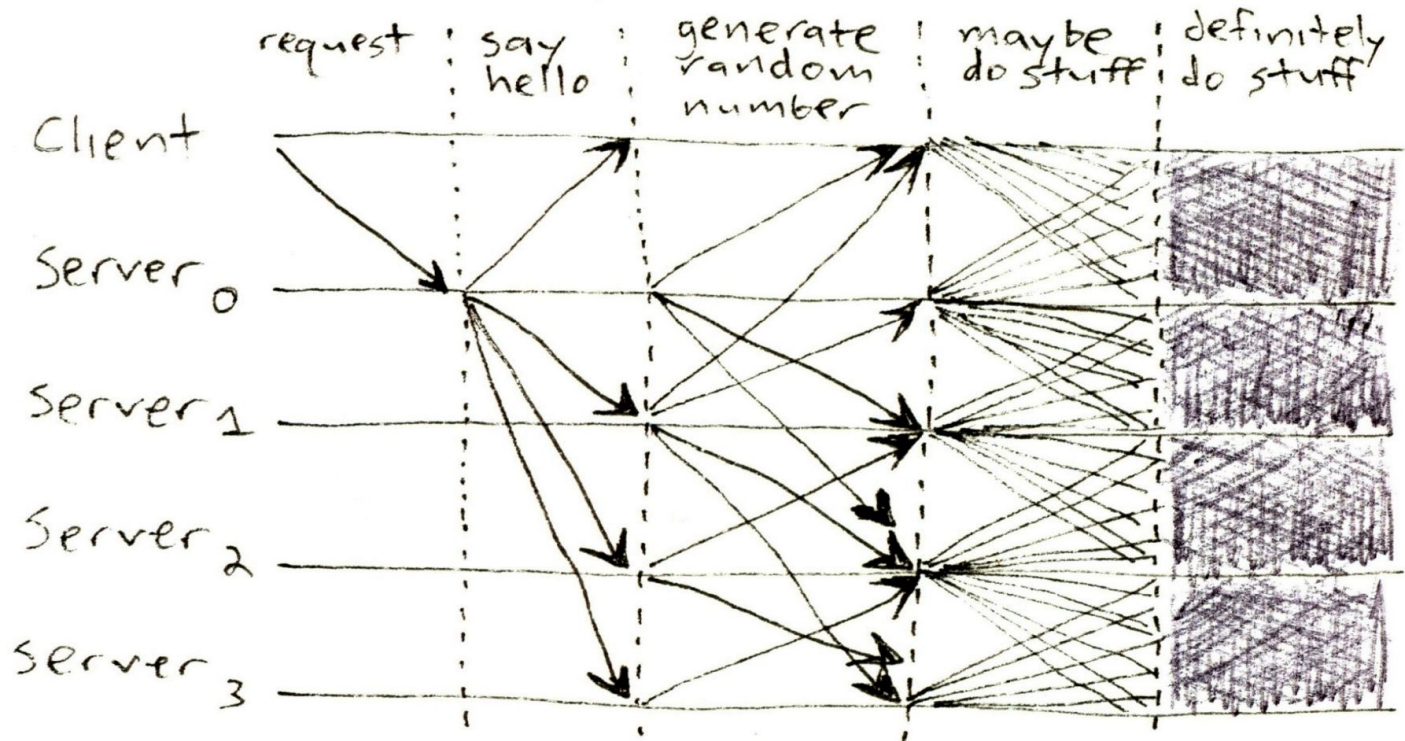 request
say
hello
generate
random
number
maybe
do stuff
definitely
do stuff
Client
Server 0
Server 1
Server 2
Server 3